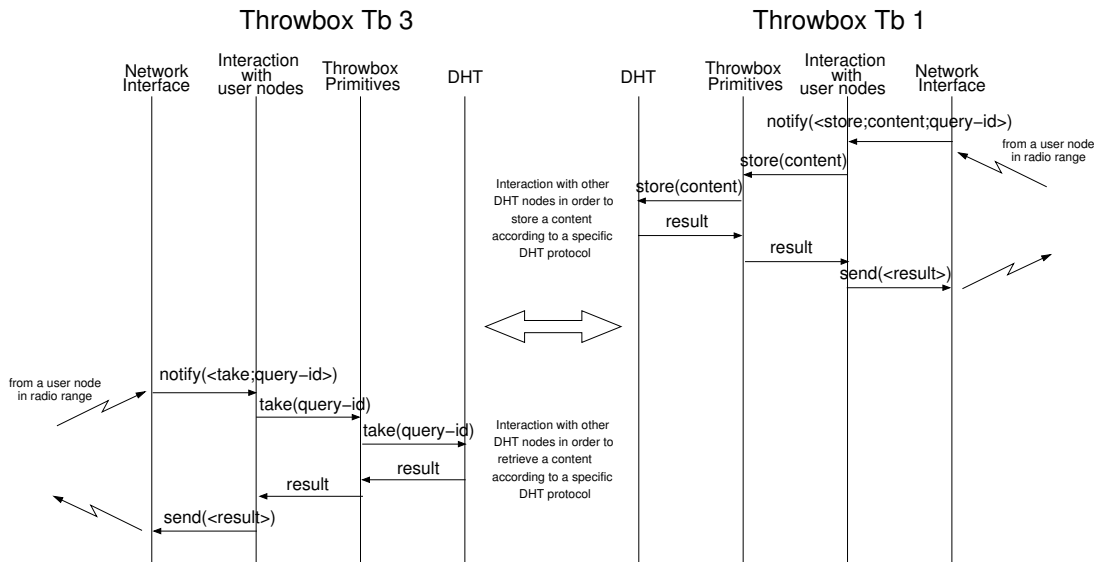 Throwbox Tb 3
Throwbox Tb 1
Network
Interface
Interaction
with
user nodes
Throwbox
Primitives
DHT
DHT
Throwbox
Primitives
Interaction
with
user nodes
Network
Interface
notify(<store;content;query−id>)
from a user node
in radio range
store(content)
Interaction with other
DHT nodes in order to
store a content
according to a specific
DHT protocol
store(content)
result
result
send(<result>)
from a user node
in radio range
notify(<take;query−id>)
take(query−id)
take(query−id)
Interaction with other
DHT nodes in order to
retrieve a content
according to a specific
DHT protocol
result
result
send(<result>)